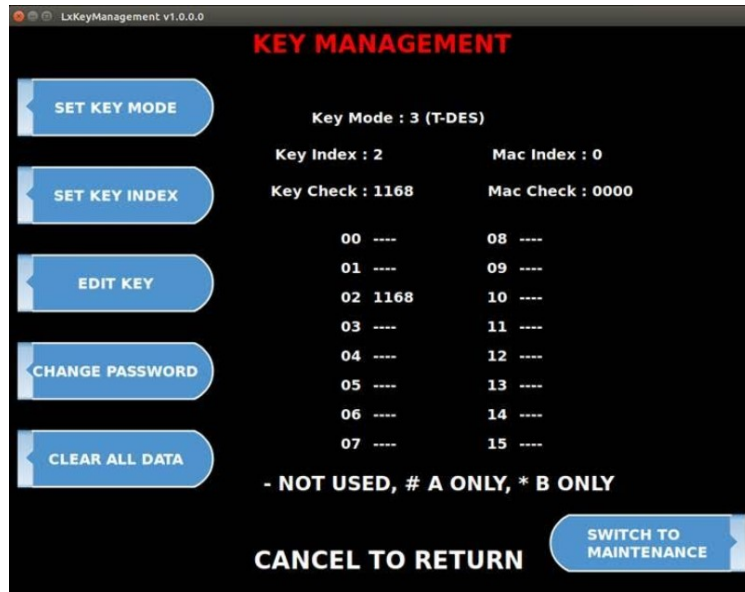 LxKeyManagement v1.0.0.0
KEY MANAGEMENT
SET KEY MODE
Key Mode : 3 (T-DES)
Key Index : 2 Mac Index : 0
SET KEY INDEX
Key Check : 1168 Mac Check : 0000
00 ---- 08 ----
01 ---- 09 ----
EDIT KEY
02 1168 10 ----
03 ---- 11 ----
04 ---- 12 ----
CHANGE PASSWORD
05 ---- 13 ----
06 ---- 14 ----
07 ---- 15 ----
CLEAR ALL DATA
- NOT USED, # A ONLY, * B ONLY
SWITCH TO
MAINTENANCE
CANCEL TO RETURN